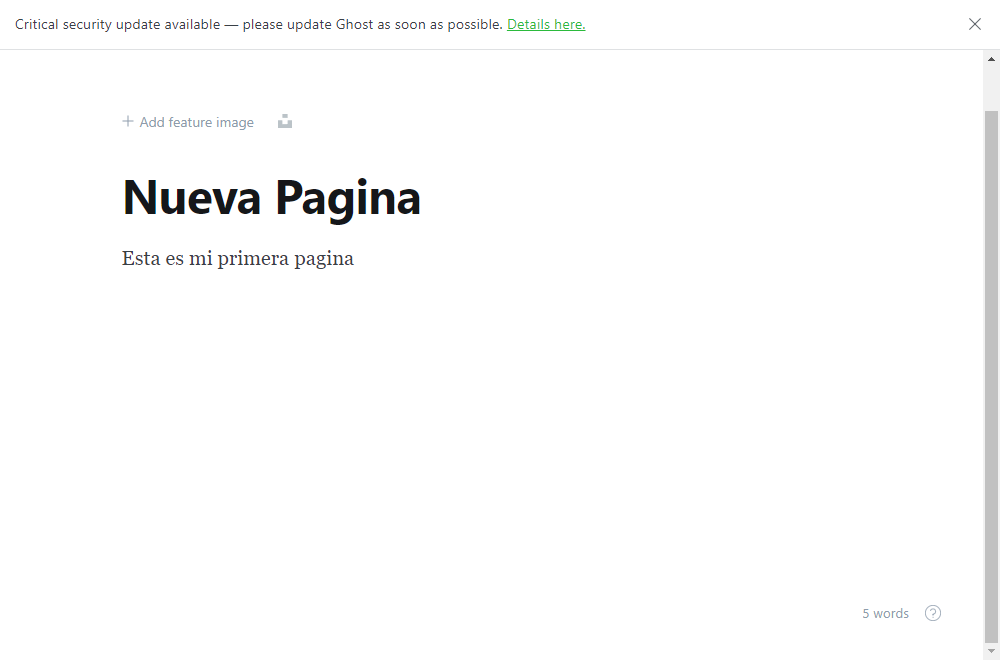 Critical security update available — please update Ghost as soon as possible. Details here.
Add feature image
Nueva Pagina
Esta es mi primera pagina
5 words